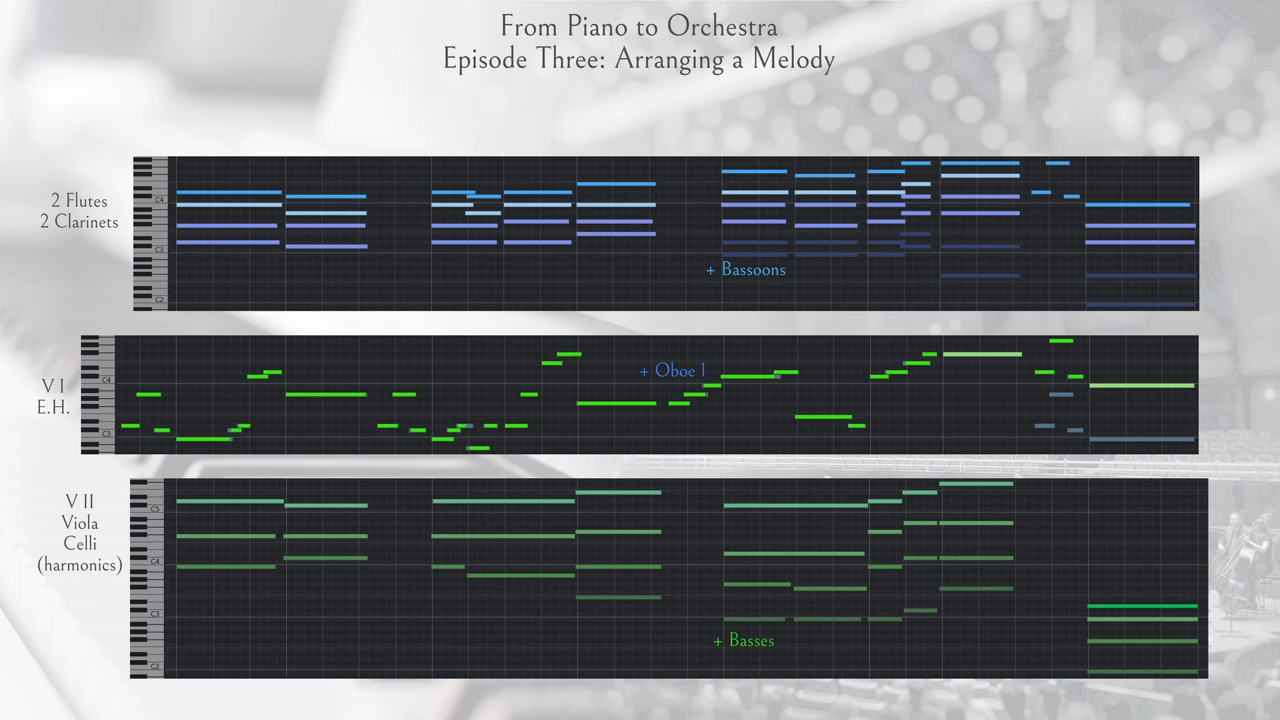 From Piano to Orchestra
Episode Three: Arranging a Melody
2 Flutes
2 Clarinets
C4
C3
C2
+ Bassoons
V I
E.H.
C4
C3
+ Oboe 1
V II
Viola
Celli
(harmonics)
C5
C4
C3
C2
+ Basses